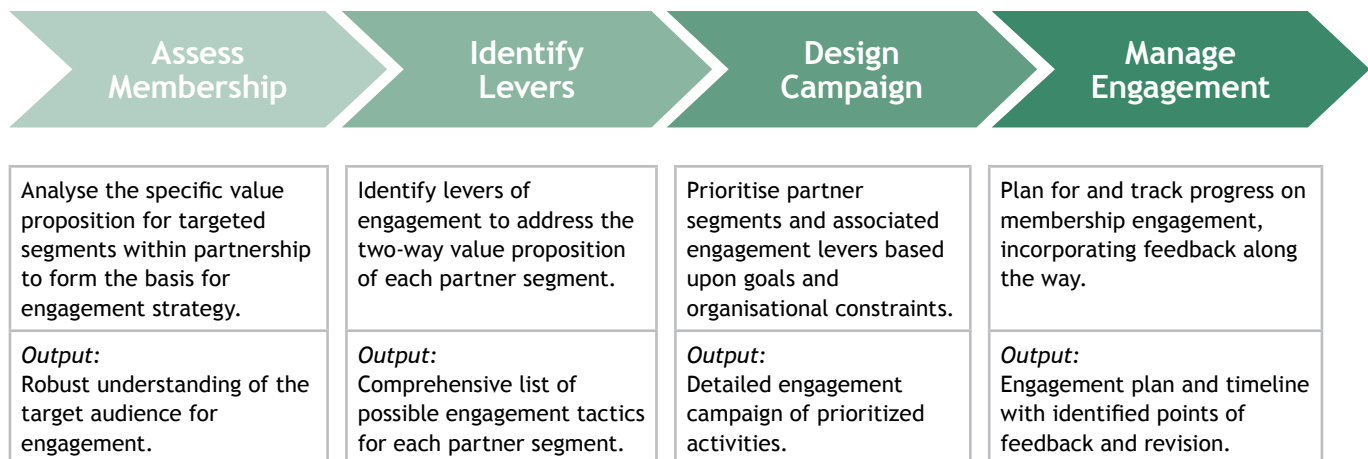 Assess
Membership
Identify
Levers
Design
Campaign
Manage
Engagement
Analyse the specific value
proposition for targeted
segments within partnership
to form the basis for
engagement strategy.
Identify levers of
engagement to address the
two-way value proposition
of each partner segment.
Prioritise partner
segments and associated
engagement levers based
upon goals and
organisational constraints.
Plan for and track progress on
membership engagement,
incorporating feedback along
the way.
Output:
Robust understanding of the
target audience for
engagement.
Output:
Comprehensive list of
possible engagement tactics
for each partner segment.
Output:
Detailed engagement
campaign of prioritized
activities.
Output:
Engagement plan and timeline
with identified points of
feedback and revision.